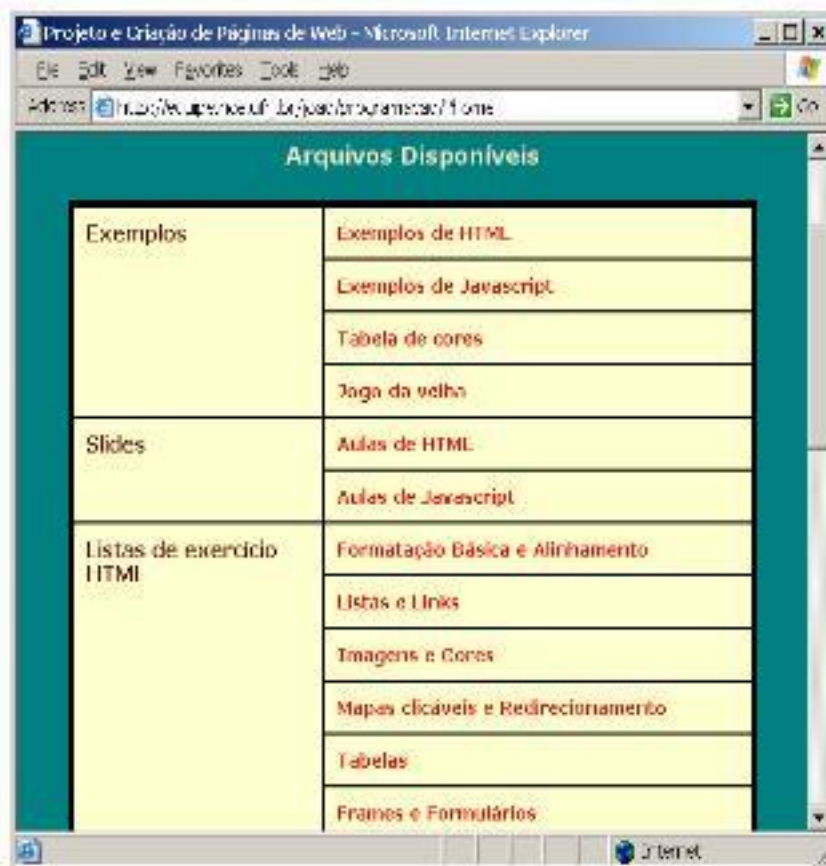 Projeto e Criação de Páginas de Web - Microsoft Internet Explorer
File Edit View Favorites Tools Help
Address Go
Arquivos Disponíveis
Exemplos
Exemplos de HTML
Exemplos de Javascript
Tabela de cores
Jogo da velha
Slides
Aulas de HTML
Aulas de Javascript
Listas de exercício
HTML
Formatação Básica e Alinhamento
Listas e Links
Imagens e Cores
Mapas clicáveis e Redirecionamento
Tabelas
Frames e Formulários
Internet